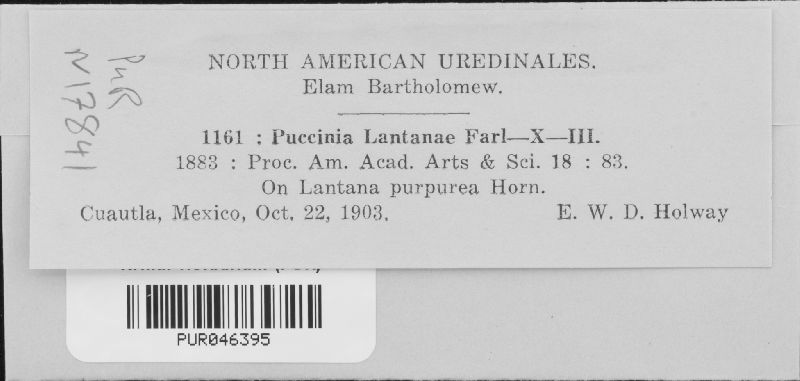 NORTH AMERICAN UREDINALES.
Elam Bartholomew.
1161 : Puccinia Lantanae Farl—X—III.
1883 : Proc. Am. Acad. Arts & Sci. 18 : 83.
On Lantana purpurea Horn.
Cuautla, Mexico, Oct. 22, 1903. E. W. D. Holway
PUR
N17841
PUR046395